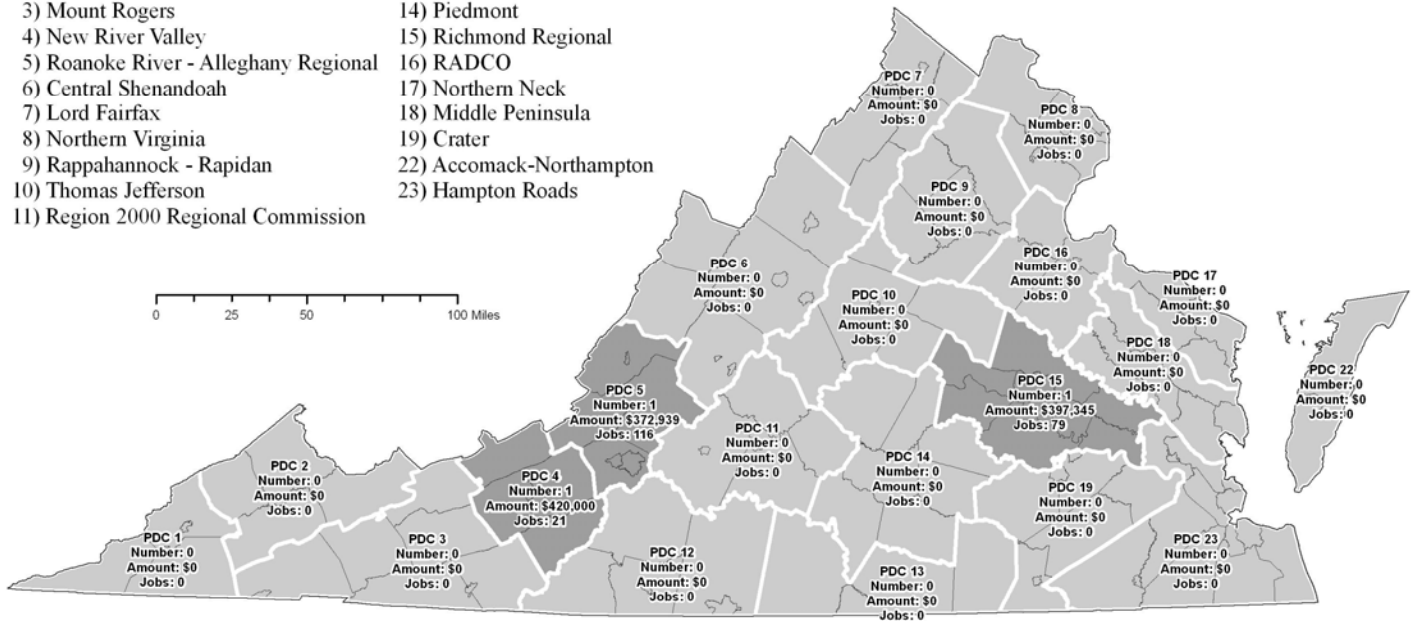 3) Mount Rogers
4) New River Valley
5) Roanoke River - Alleghany Regional
6) Central Shenandoah
7) Lord Fairfax
8) Northern Virginia
9) Rappahannock - Rapidan
10) Thomas Jefferson
11) Region 2000 Regional Commission
14) Piedmont
15) Richmond Regional
16) RADCO
17) Northern Neck
18) Middle Peninsula
19) Crater
22) Accomack-Northampton
23) Hampton Roads
0 25 50 100 Miles
PDC 7
Number: 0
Amount: $0
Jobs: 0
PDC 8
Number: 0
Amount: $0
Jobs: 0
PDC 9
Number: 0
Amount: $0
Jobs: 0
PDC 6
Number: 0
Amount: $0
Jobs: 0
PDC 16
Number: 0
Amount: $0
Jobs: 0
PDC 17
Number: 0
Amount: $0
Jobs: 0
PDC 10
Number: 0
Amount: $0
Jobs: 0
PDC 18
Number: 0
Amount: $0
Jobs: 0
PDC 22
Number: 0
Amount: $0
Jobs: 0
PDC 5
Number: 1
Amount: $372,939
Jobs: 116
PDC 15
Number: 1
Amount: $397,345
Jobs: 79
PDC 11
Number: 0
Amount: $0
Jobs: 0
PDC 14
Number: 0
Amount: $0
Jobs: 0
PDC 2
Number: 0
Amount: $0
Jobs: 0
PDC 4
Number: 1
Amount: $420,000
Jobs: 21
PDC 19
Number: 0
Amount: $0
Jobs: 0
PDC 1
Number: 0
Amount: $0
Jobs: 0
PDC 3
Number: 0
Amount: $0
Jobs: 0
PDC 12
Number: 0
Amount: $0
Jobs: 0
PDC 13
Number: 0
Amount: $0
Jobs: 0
PDC 23
Number: 0
Amount: $0
Jobs: 0